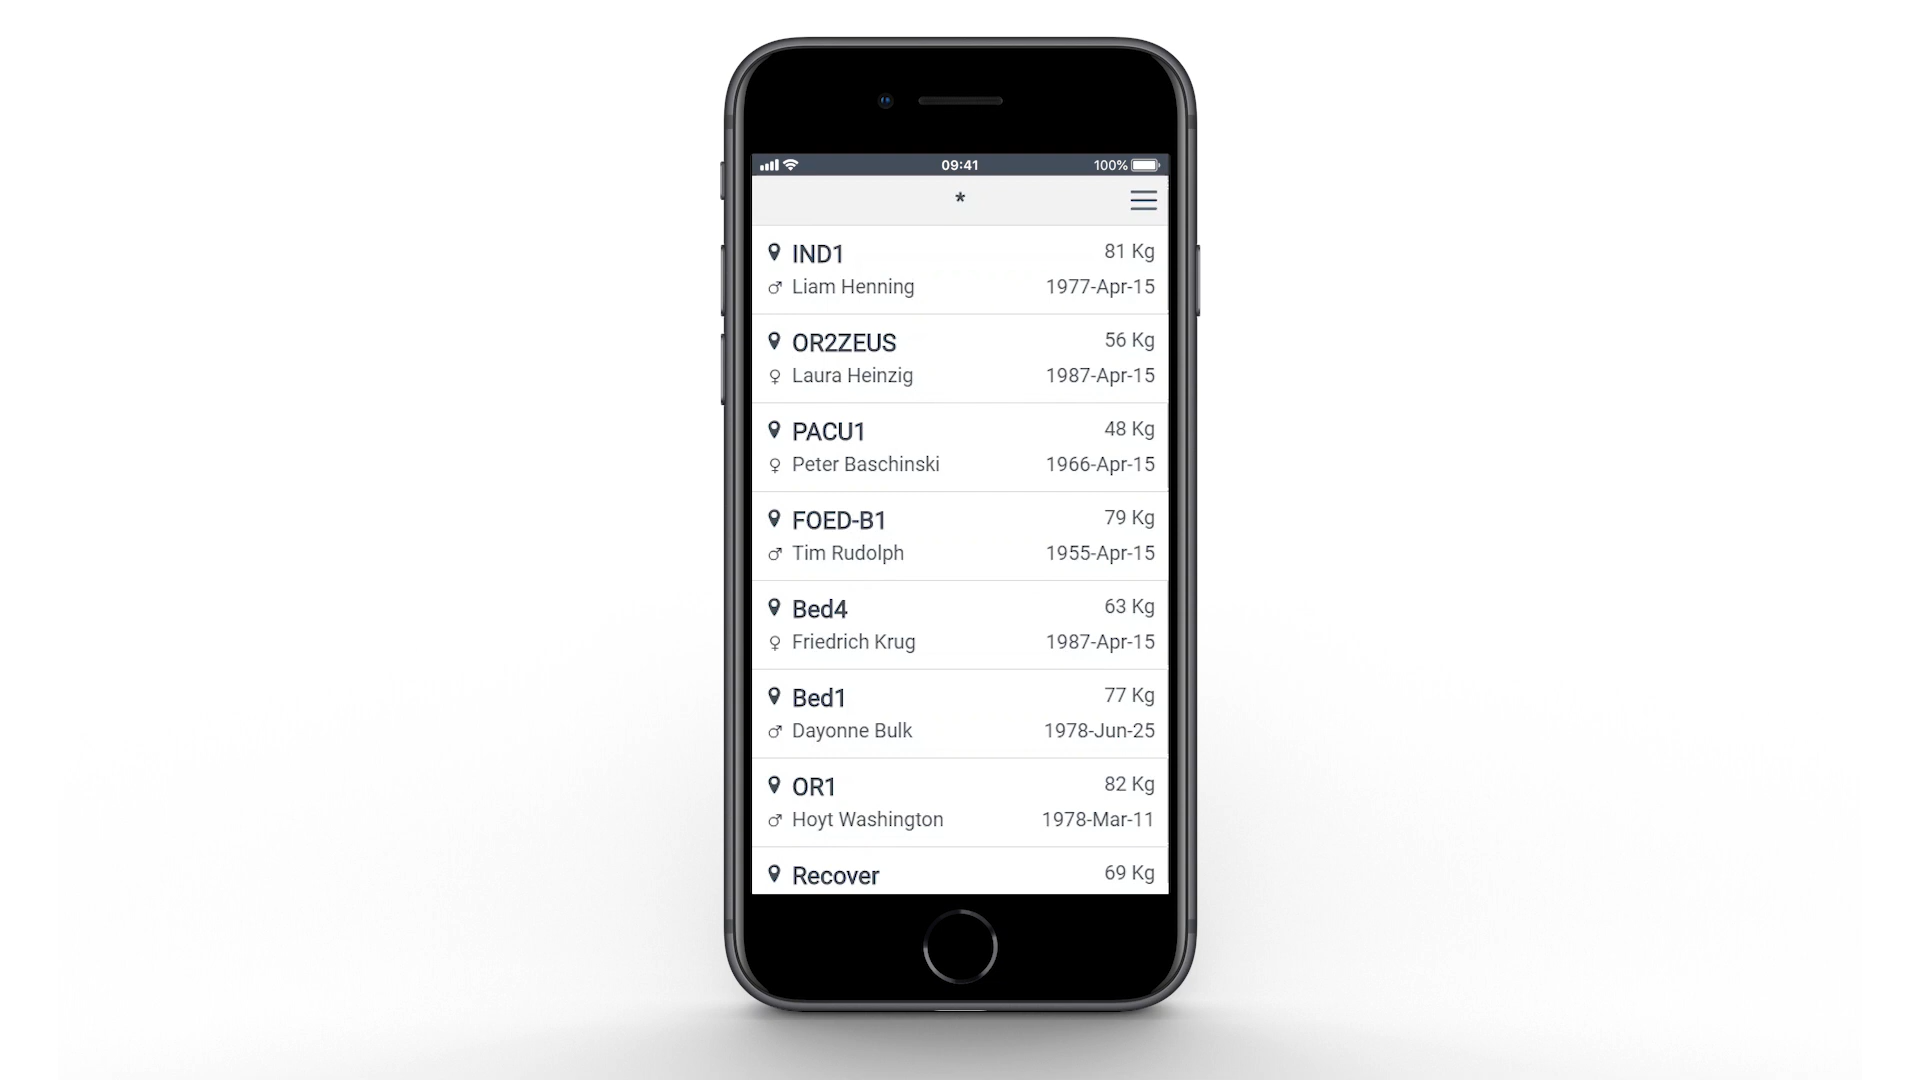 09:41
100%
*
IND1 81 Kg
♂ Liam Henning 1977-Apr-15
OR2ZEUS 56 Kg
♀ Laura Heinzig 1987-Apr-15
PACU1 48 Kg
♀ Peter Baschinski 1966-Apr-15
FOED-B1 79 Kg
♂ Tim Rudolph 1955-Apr-15
Bed4 63 Kg
♀ Friedrich Krug 1987-Apr-15
Bed1 77 Kg
♂ Dayonne Bulk 1978-Jun-25
OR1 82 Kg
♂ Hoyt Washington 1978-Mar-11
Recover 69 Kg